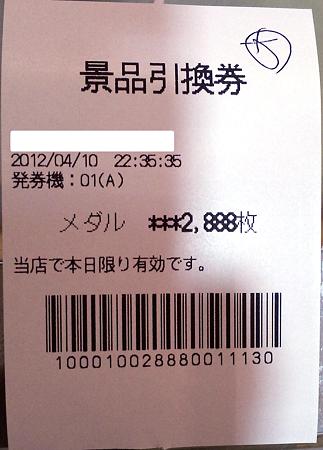 景品引換券
2012/04/10 22:35:35
発券機：01(A)
メダル ***2,888枚
当店で本日限り有効です。
100010028880011130